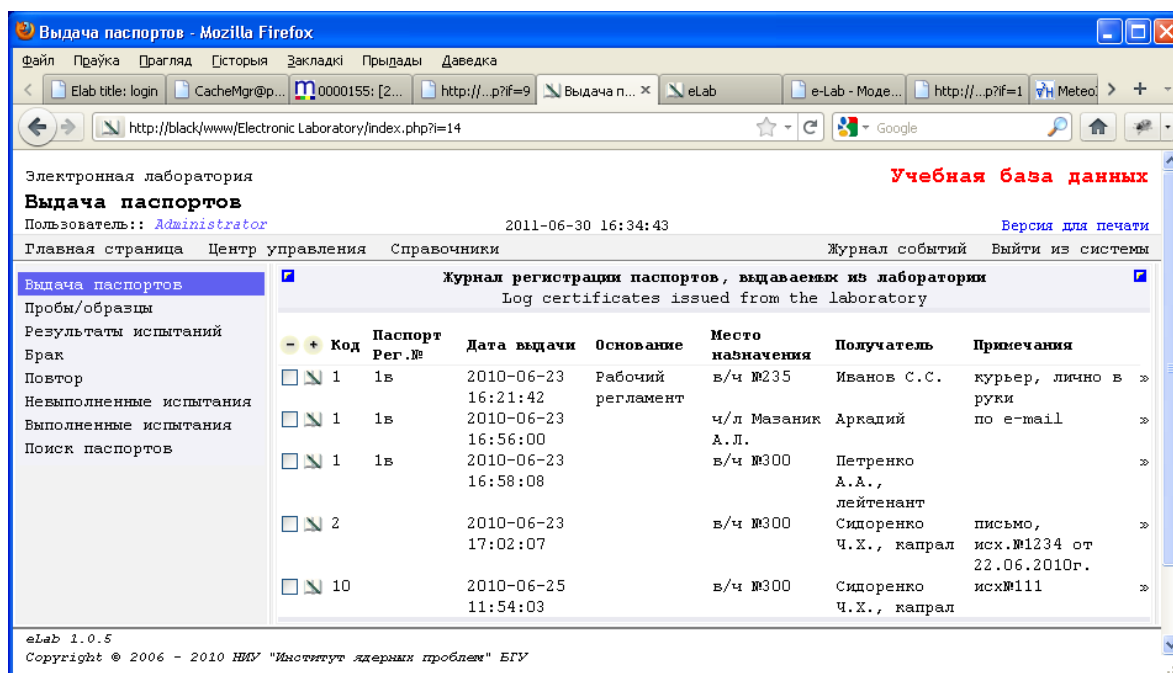 Выдача паспортов - Mozilla Firefox
Файл Праўка Прагляд Гісторыя Закладкі Прылады Даведка
Elab title: login CacheMgr@p... 0000155: [2... http://...p?if=9 Выдача п... × eLab e-Lab - Моде... http://...p?if=1 Meteo
http://black/www/Electronic Laboratory/index.php?i=14 Google
Электронная лаборатория Учебная база данных
Выдача паспортов
Пользователь:: Administrator 2011-06-30 16:34:43 Версия для печати
Главная страница Центр управления Справочники Журнал событий Выйти из системы
Выдача паспортов
Пробы/образцы
Результаты испытаний
Брак
Повтор
Невыполненные испытания
Выполненные испытания
Поиск паспортов
Журнал регистрации паспортов, выдаваемых из лаборатории
Log certificates issued from the laboratory
- + Код Паспорт Рег.№ Дата выдачи Основание Место назначения Получатель Примечания
1 1в 2010-06-23 16:21:42 Рабочий регламент в/ч №235 Иванов С.С. курьер, лично в руки »
1 1в 2010-06-23 16:56:00 ч/л Мазаник А.Л. Аркадий по e-mail »
1 1в 2010-06-23 16:58:08 в/ч №300 Петренко А.А., лейтенант »
2 2010-06-23 17:02:07 в/ч №300 Сидоренко Ч.Х., капрал письмо, исх.№1234 от 22.06.2010г. »
10 2010-06-25 11:54:03 в/ч №300 Сидоренко Ч.Х., капрал исх№111 »
eLab 1.0.5
Copyright © 2006 - 2010 НИУ "Институт ядерных проблем" БГУ